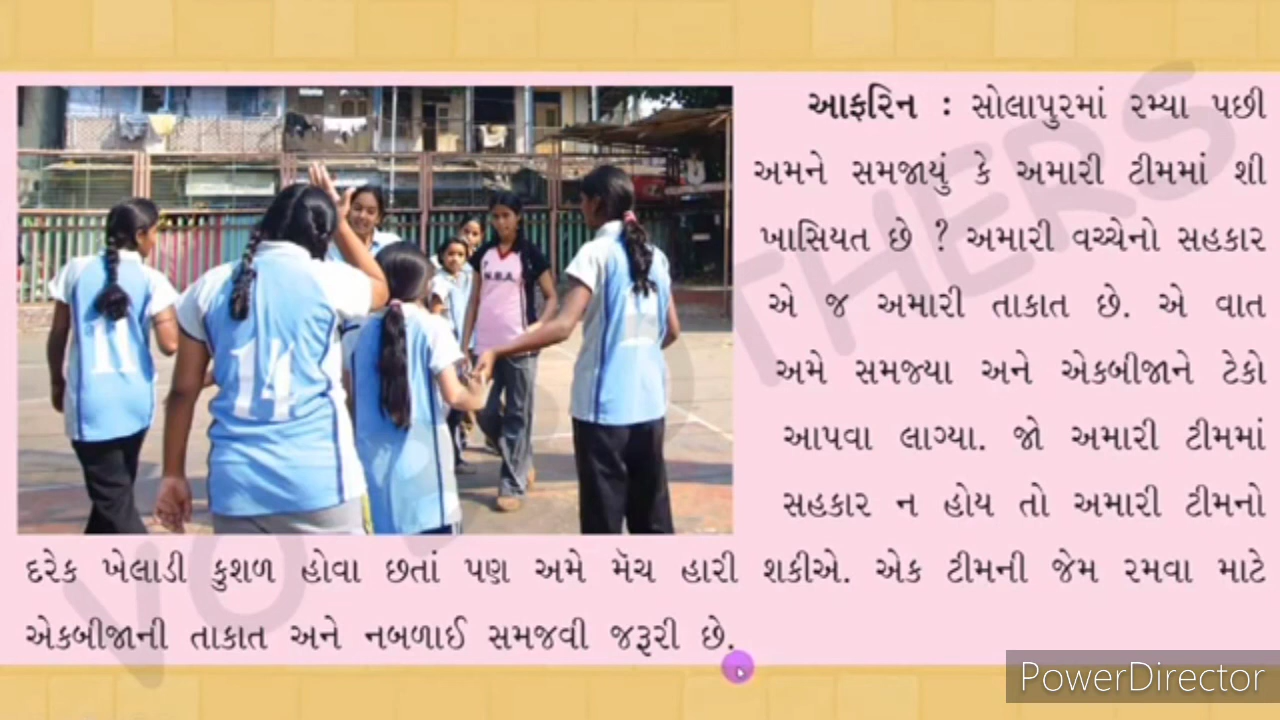 આફરિન : સોલાપુરમાં રમ્યા પછી
અમને સમજાયું કે અમારી ટીમમાં શી
ખાસિયત છે ? અમારી વચ્ચેનો સહકાર
એ જ અમારી તાકાત છે. એ વાત
અમે સમજ્યા અને એકબીજાને ટેકો
આપવા લાગ્યા. જો અમારી ટીમમાં
સહકાર ન હોય તો અમારી ટીમનો
દરેક ખેલાડી કુશળ હોવા છતાં પણ અમે મૅચ હારી શકીએ. એક ટીમની જેમ રમવા માટે
એકબીજાની તાકાત અને નબળાઈ સમજવી જરૂરી છે.
11
14
N.B.A.
PowerDirector